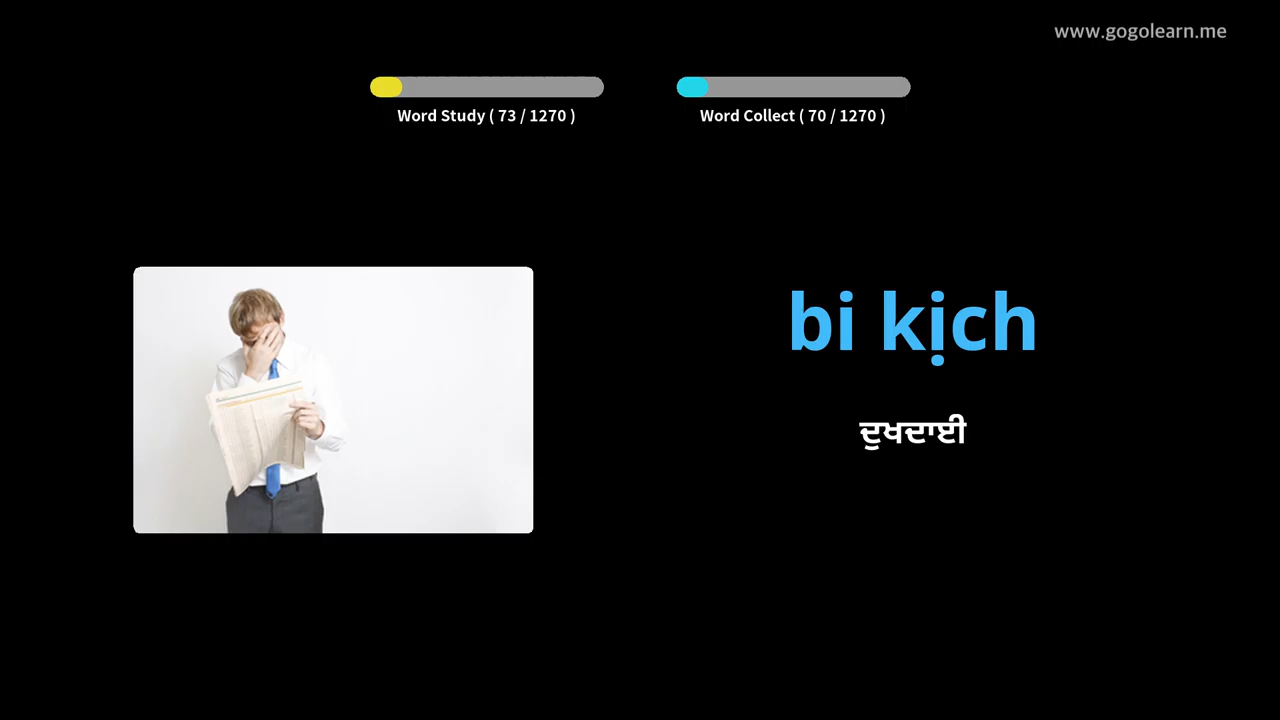 www.gogolearn.me
Word Study ( 73 / 1270 )
Word Collect ( 70 / 1270 )
bi kịch
ਦੁਖਦਾਈ